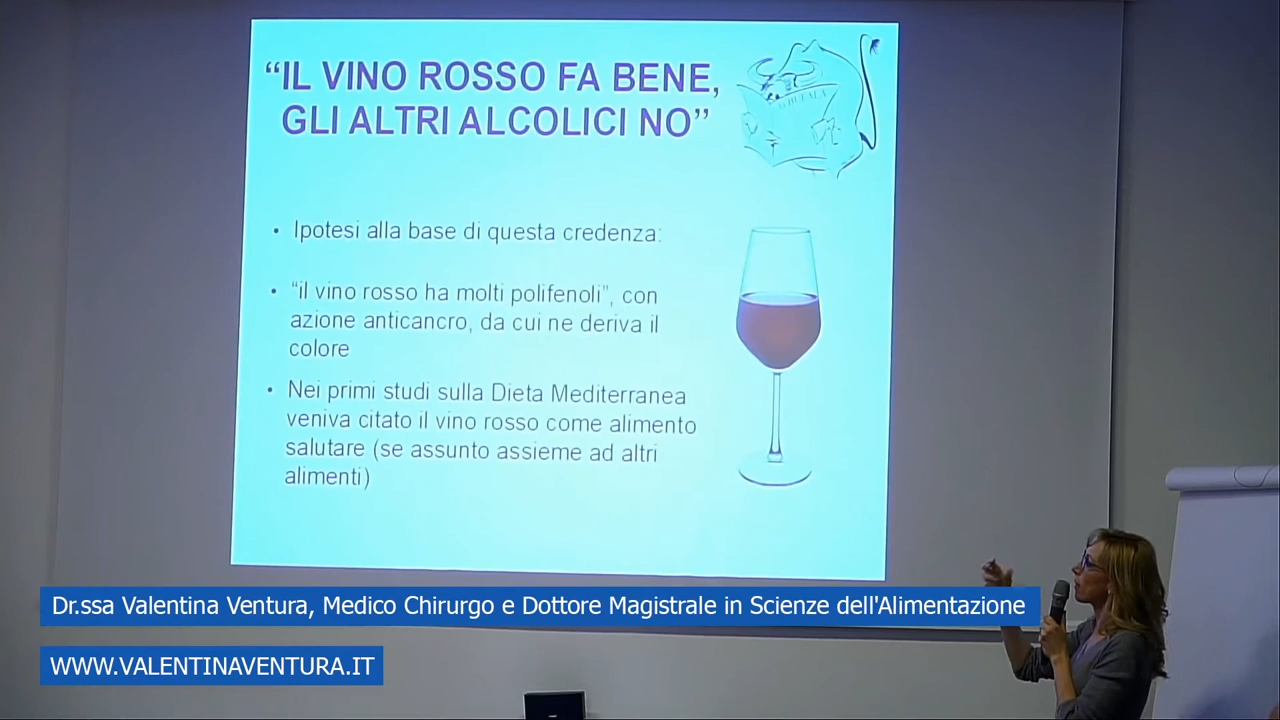 “IL VINO ROSSO FA BENE,
GLI ALTRI ALCOLICI NO”
• Ipotesi alla base di questa credenza:
• “il vino rosso ha molti polifenoli”, con
azione anticancro, da cui ne deriva il
colore
• Nei primi studi sulla Dieta Mediterranea
veniva citato il vino rosso come alimento
salutare (se assunto assieme ad altri
alimenti)
Dr.ssa Valentina Ventura, Medico Chirurgo e Dottore Magistrale in Scienze dell'Alimentazione
WWW.VALENTINAVENTURA.IT